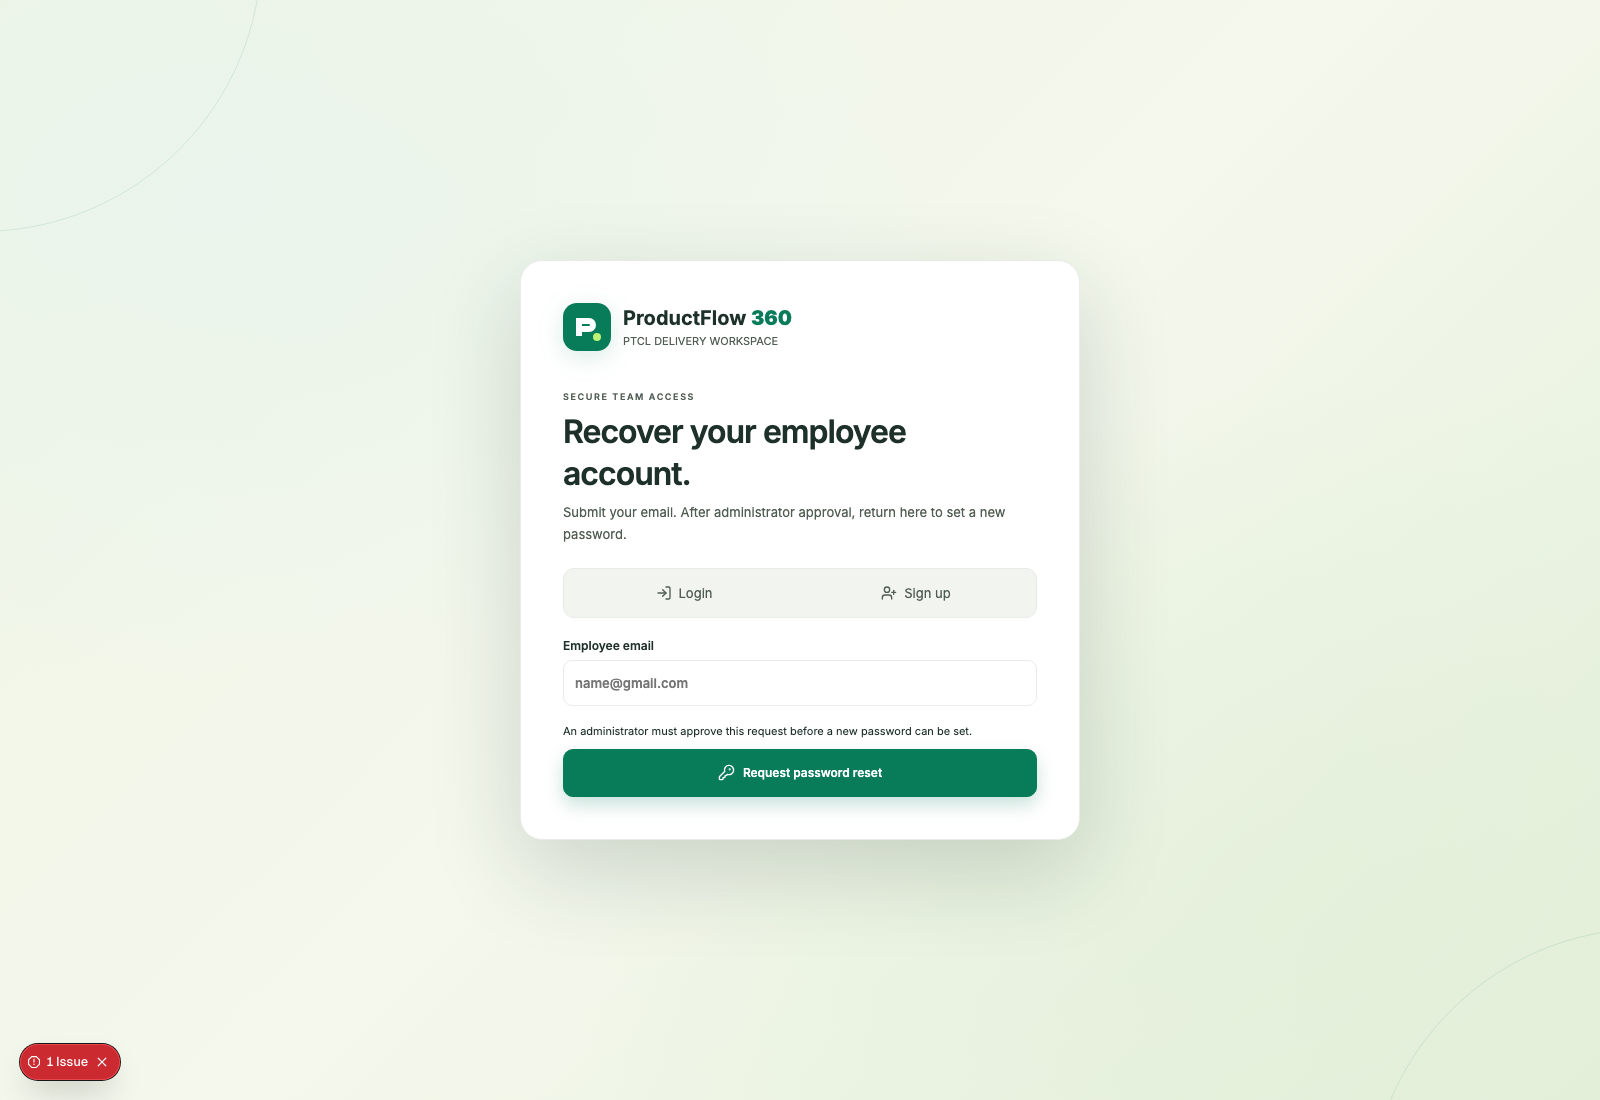 ProductFlow 360
PTCL DELIVERY WORKSPACE
SECURE TEAM ACCESS
Recover your employee
account.
Submit your email. After administrator approval, return here to set a new
password.
Login
Sign up
Employee email
name@gmail.com
An administrator must approve this request before a new password can be set.
Request password reset
1 Issue